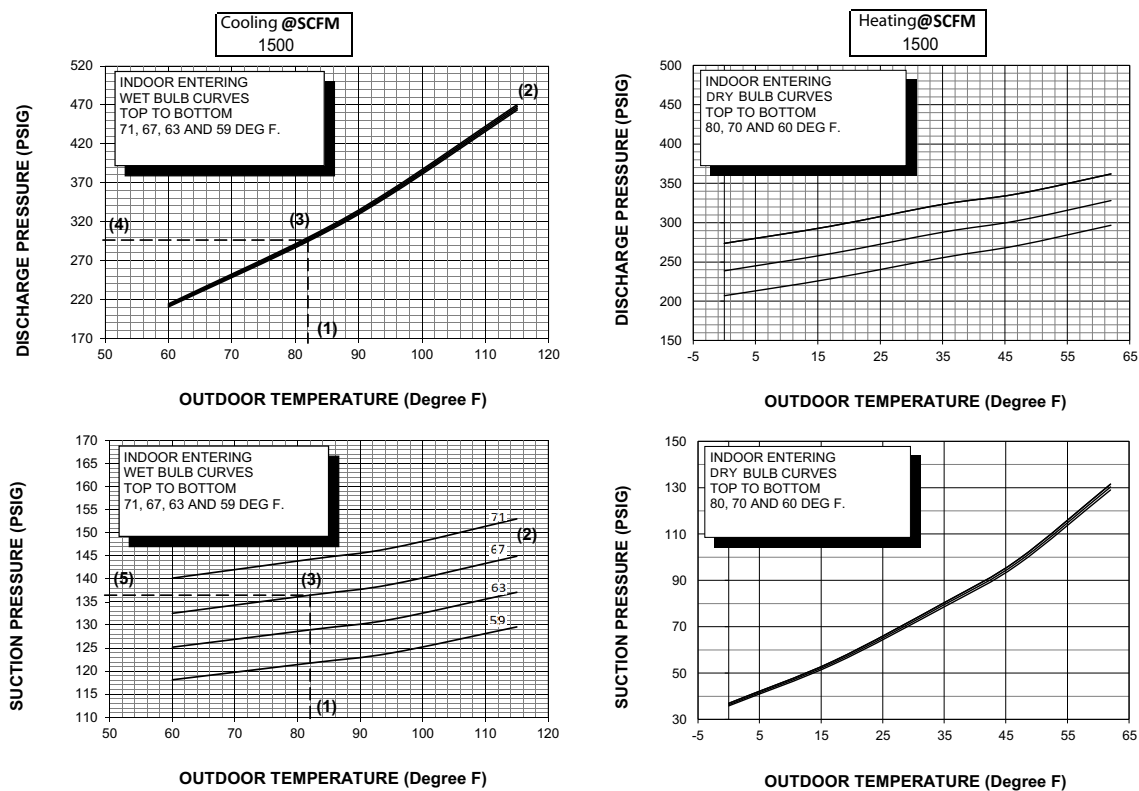 Cooling @SCFM
1500
Heating@SCFM
1500
DISCHARGE PRESSURE (PSIG)
520
470
420
370
320
270
220
170
INDOOR ENTERING
WET BULB CURVES
TOP TO BOTTOM
71, 67, 63 AND 59 DEG F.
(2)
(3)
(4)
(1)
50 60 70 80 90 100 110 120
OUTDOOR TEMPERATURE (Degree F)
DISCHARGE PRESSURE (PSIG)
500
450
400
350
300
250
200
150
INDOOR ENTERING
DRY BULB CURVES
TOP TO BOTTOM
80, 70 AND 60 DEG F.
-5 5 15 25 35 45 55 65
OUTDOOR TEMPERATURE (Degree F)
SUCTION PRESSURE (PSIG)
170
165
160
155
150
145
140
135
130
125
120
115
110
INDOOR ENTERING
WET BULB CURVES
TOP TO BOTTOM
71, 67, 63 AND 59 DEG F.
71
(2)
67
(5)
(3)
63
59
(1)
50 60 70 80 90 100 110 120
OUTDOOR TEMPERATURE (Degree F)
SUCTION PRESSURE (PSIG)
150
130
110
90
70
50
30
INDOOR ENTERING
DRY BULB CURVES
TOP TO BOTTOM
80, 70 AND 60 DEG F.
-5 5 15 25 35 45 55 65
OUTDOOR TEMPERATURE (Degree F)